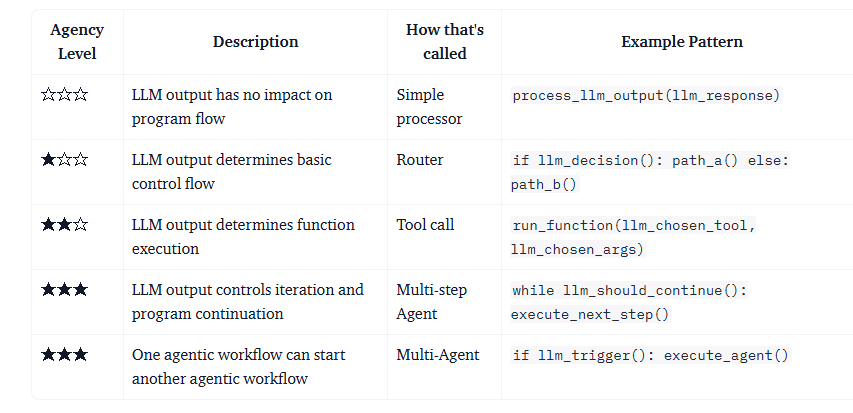 Agency Level
Description
How that's called
Example Pattern
☆☆☆
LLM output has no impact on
program flow
Simple
processor
process_llm_output(llm_response)
★☆☆
LLM output determines basic
control flow
Router
if llm_decision(): path_a() else:
path_b()
★★☆
LLM output determines function
execution
Tool call
run_function(llm_chosen_tool,
llm_chosen_args)
★★★
LLM output controls iteration and
program continuation
Multi-step
Agent
while llm_should_continue():
execute_next_step()
★★★
One agentic workflow can start
another agentic workflow
Multi-Agent
if llm_trigger(): execute_agent()